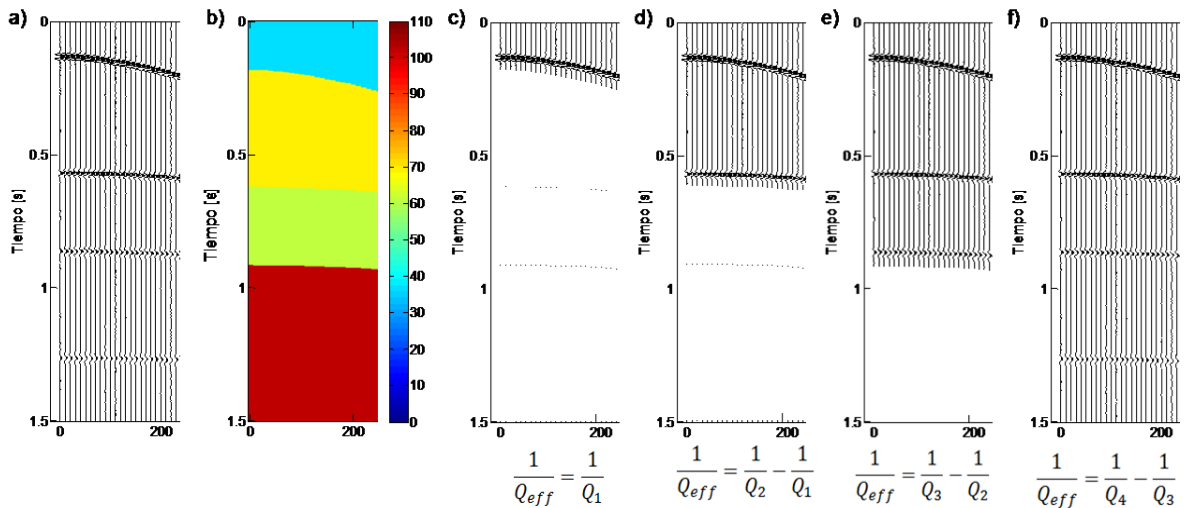 a)
b)
c)
d)
e)
f)
0
0.5
1
1.5
Tiempo [s]
0 200
0
0.5
1
1.5
Tiempo [s]
0 200
110
100
90
80
70
60
50
40
30
20
10
0
0
0.5
1
1.5
Tiempo [s]
0 200
0
0.5
1
1.5
Tiempo [s]
0 200
0
0.5
1
1.5
Tiempo [s]
0 200
0
0.5
1
1.5
Tiempo [s]
0 200
1/Q_eff = 1/Q_1
1/Q_eff = 1/Q_2 − 1/Q_1
1/Q_eff = 1/Q_3 − 1/Q_2
1/Q_eff = 1/Q_4 − 1/Q_3